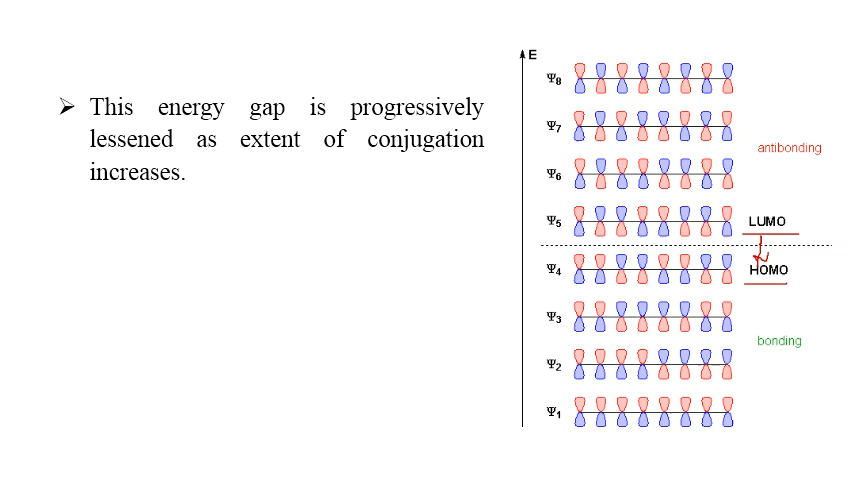 This energy gap is progressively
lessened as extent of conjugation
increases.
E
Ψ8
Ψ7
antibonding
Ψ6
Ψ5 LUMO
Ψ4 HOMO
Ψ3
bonding
Ψ2
Ψ1